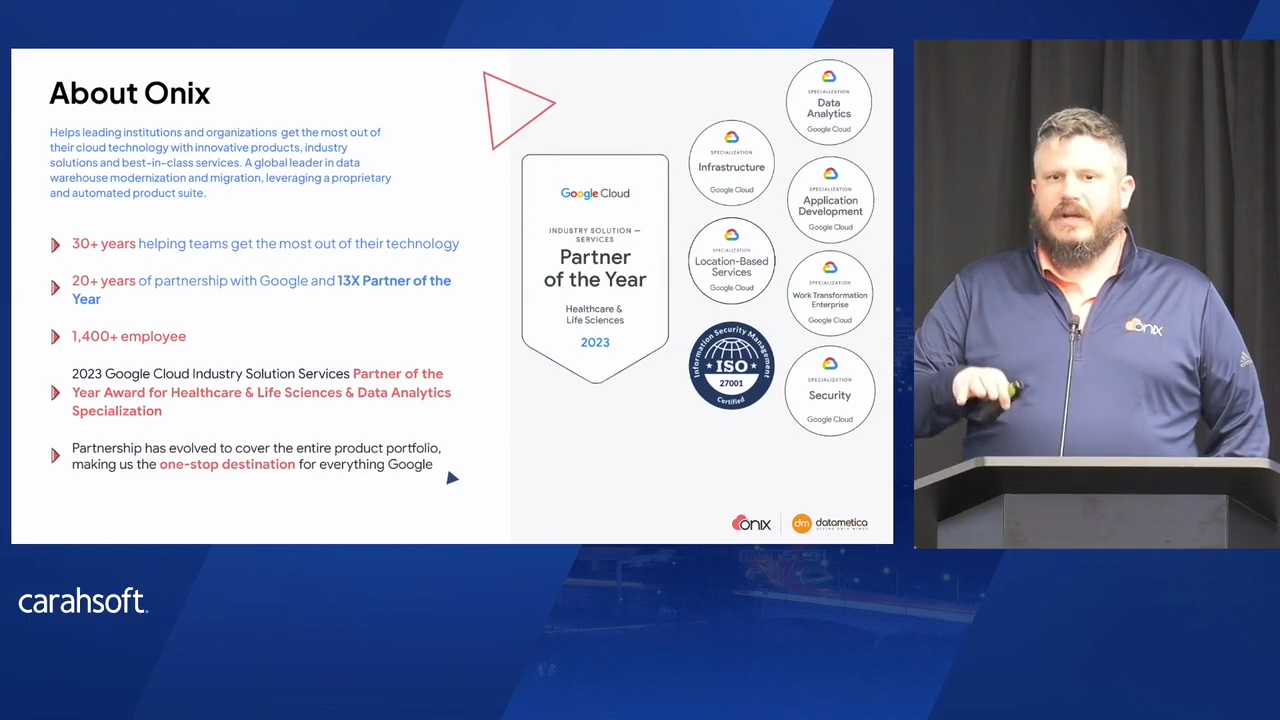 About Onix
Helps leading institutions and organizations get the most out of
their cloud technology with innovative products, industry
solutions and best-in-class services. A global leader in data
warehouse modernization and migration, leveraging a proprietary
and automated product suite.
30+ years helping teams get the most out of their technology
20+ years of partnership with Google and 13X Partner of the
Year
1,400+ employee
2023 Google Cloud Industry Solution Services Partner of the
Year Award for Healthcare & Life Sciences & Data Analytics
Specialization
Partnership has evolved to cover the entire product portfolio,
making us the one-stop destination for everything Google
Google Cloud
INDUSTRY SOLUTION —
SERVICES
Partner
of the Year
Healthcare &
Life Sciences
2023
SPECIALIZATION
Infrastructure
Google Cloud
SPECIALIZATION
Location-Based
Services
Google Cloud
Information Security Management
ISO
27001
Certified
SPECIALIZATION
Data
Analytics
Google Cloud
SPECIALIZATION
Application
Development
Google Cloud
SPECIALIZATION
Work Transformation
Enterprise
Google Cloud
SPECIALIZATION
Security
Google Cloud
onix
dm datametica
GIVING DATA WINGS
onix
carahsoft.